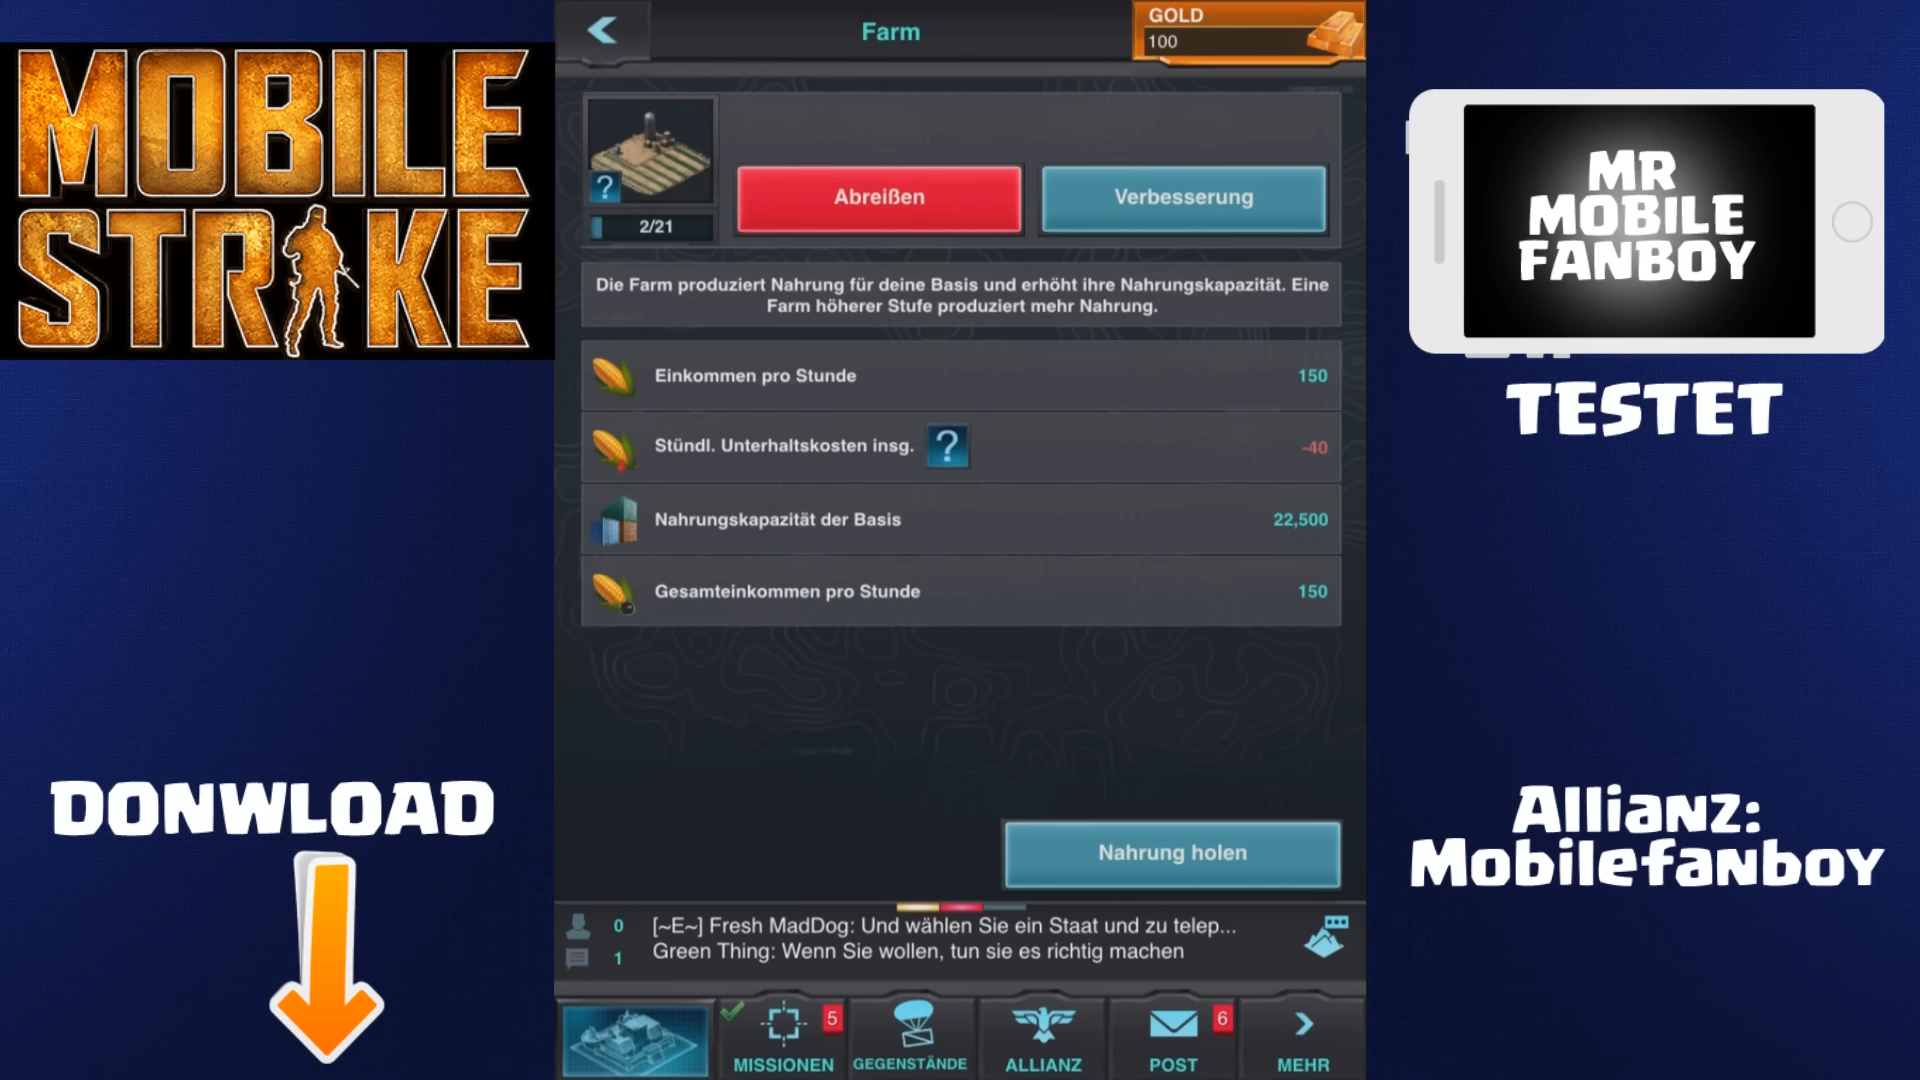 MOBILE
STRIKE
Farm
GOLD
100
?
2/21
Abreißen
Verbesserung
Die Farm produziert Nahrung für deine Basis und erhöht ihre Nahrungskapazität. Eine
Farm höherer Stufe produziert mehr Nahrung.
Einkommen pro Stunde
150
Stündl. Unterhaltskosten insg.
?
-40
Nahrungskapazität der Basis
22,500
Gesamteinkommen pro Stunde
150
Nahrung holen
0
[~E~] Fresh MadDog: Und wählen Sie ein Staat und zu telep...
1
Green Thing: Wenn Sie wollen, tun sie es richtig machen
5
MISSIONEN
GEGENSTÄNDE
ALLIANZ
6
POST
MEHR
MR
MOBILE
FANBOY
TESTET
DONWLOAD
Allianz:
Mobilefanboy